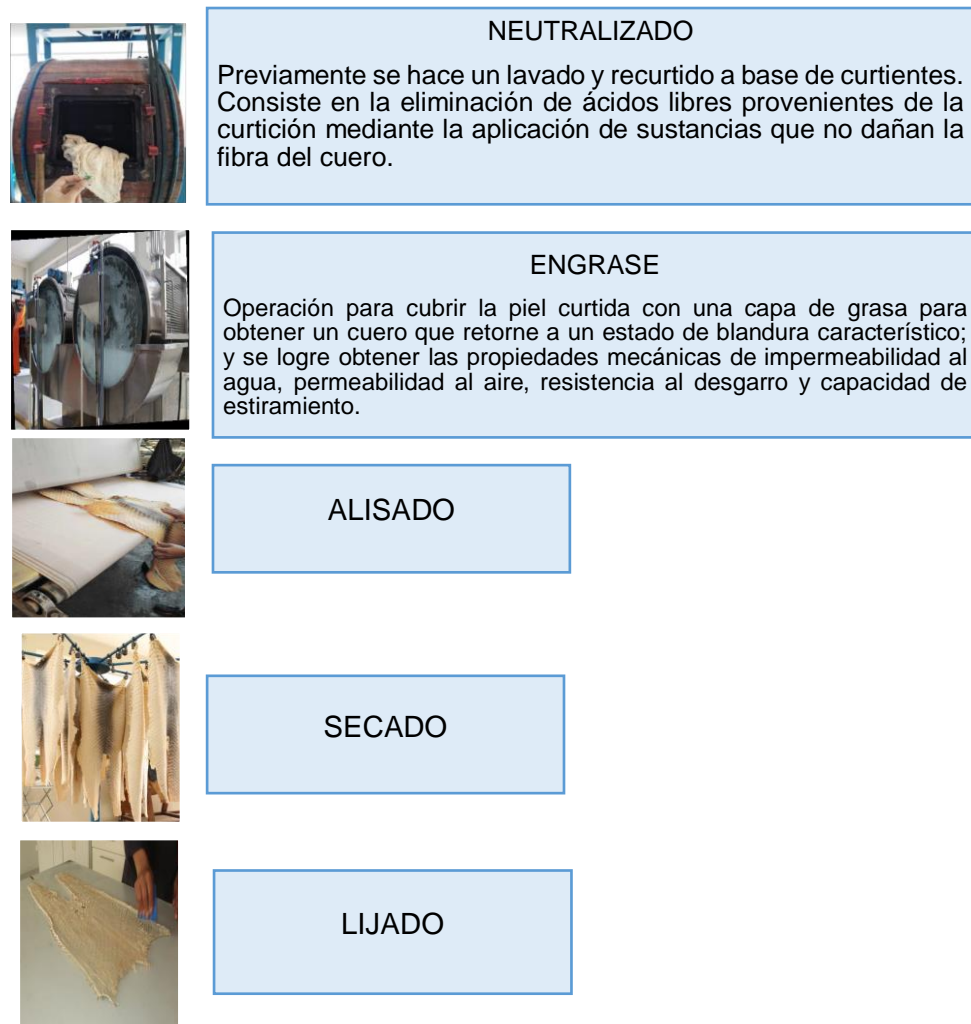 NEUTRALIZADO
Previamente se hace un lavado y recurtido a base de curtientes.
Consiste en la eliminación de ácidos libres provenientes de la
curtición mediante la aplicación de sustancias que no dañan la
fibra del cuero.
ENGRASE
Operación para cubrir la piel curtida con una capa de grasa para
obtener un cuero que retorne a un estado de blandura característico;
y se logre obtener las propiedades mecánicas de impermeabilidad al
agua, permeabilidad al aire, resistencia al desgarro y capacidad de
estiramiento.
ALISADO
SECADO
LIJADO